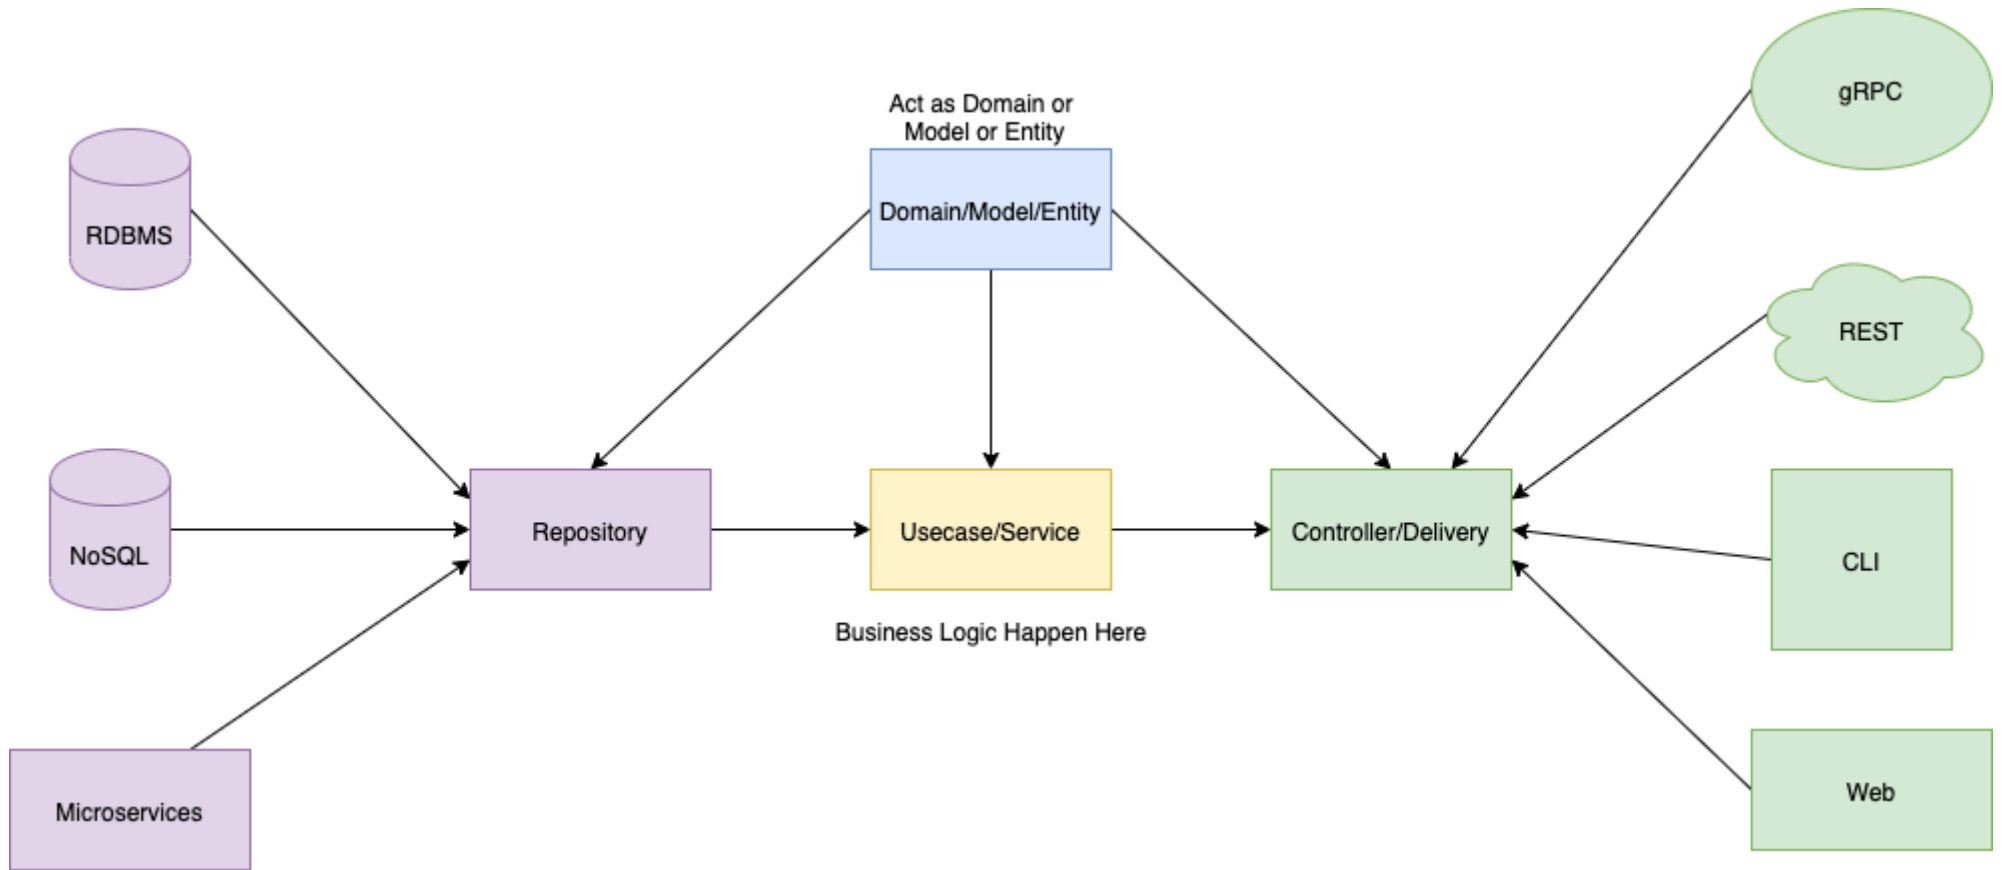 gRPC
Act as Domain or
Model or Entity
Domain/Model/Entity
RDBMS
REST
Repository
Usecase/Service
Controller/Delivery
NoSQL
CLI
Business Logic Happen Here
Microservices
Web